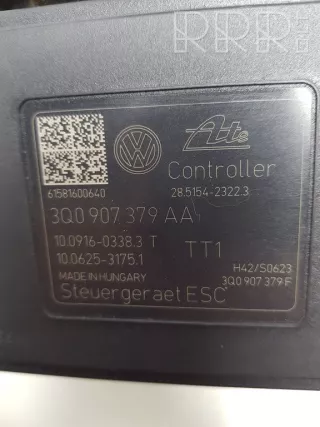 RRR
Ate
Controller
61581600640
28.5154-2322.3
3Q0 907 379 AA
10.0916-0338.3 T
TT1
10.0625-3175.1
H42/S0623
MADE IN HUNGARY
3Q0 907 379 F
Steuergeraet ESC